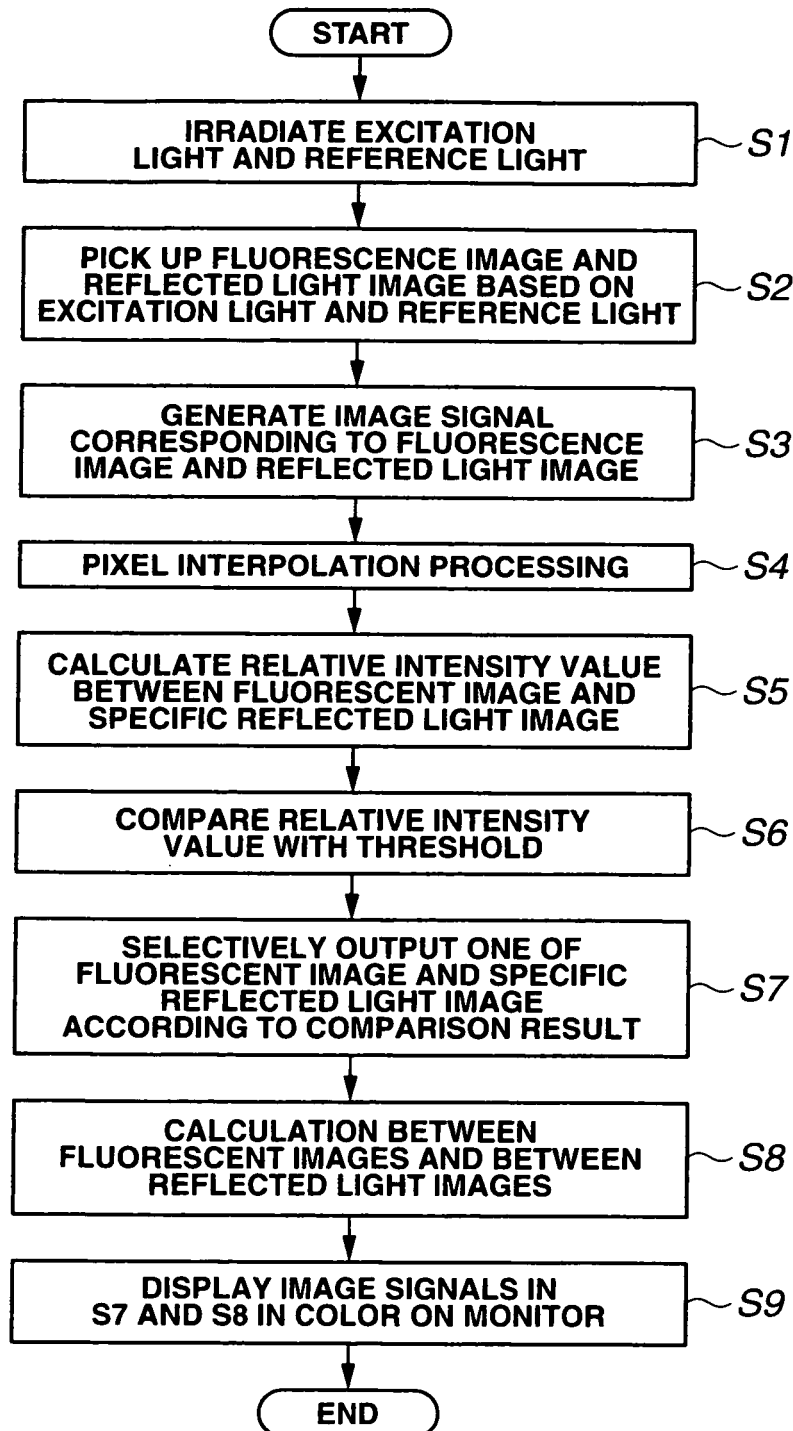 START
IRRADIATE EXCITATION
LIGHT AND REFERENCE LIGHT
S1
PICK UP FLUORESCENCE IMAGE AND
REFLECTED LIGHT IMAGE BASED ON
EXCITATION LIGHT AND REFERENCE LIGHT
S2
GENERATE IMAGE SIGNAL
CORRESPONDING TO FLUORESCENCE
IMAGE AND REFLECTED LIGHT IMAGE
S3
PIXEL INTERPOLATION PROCESSING
S4
CALCULATE RELATIVE INTENSITY VALUE
BETWEEN FLUORESCENT IMAGE AND
SPECIFIC REFLECTED LIGHT IMAGE
S5
COMPARE RELATIVE INTENSITY
VALUE WITH THRESHOLD
S6
SELECTIVELY OUTPUT ONE OF
FLUORESCENT IMAGE AND SPECIFIC
REFLECTED LIGHT IMAGE
ACCORDING TO COMPARISON RESULT
S7
CALCULATION BETWEEN
FLUORESCENT IMAGES AND BETWEEN
REFLECTED LIGHT IMAGES
S8
DISPLAY IMAGE SIGNALS IN
S7 AND S8 IN COLOR ON MONITOR
S9
END